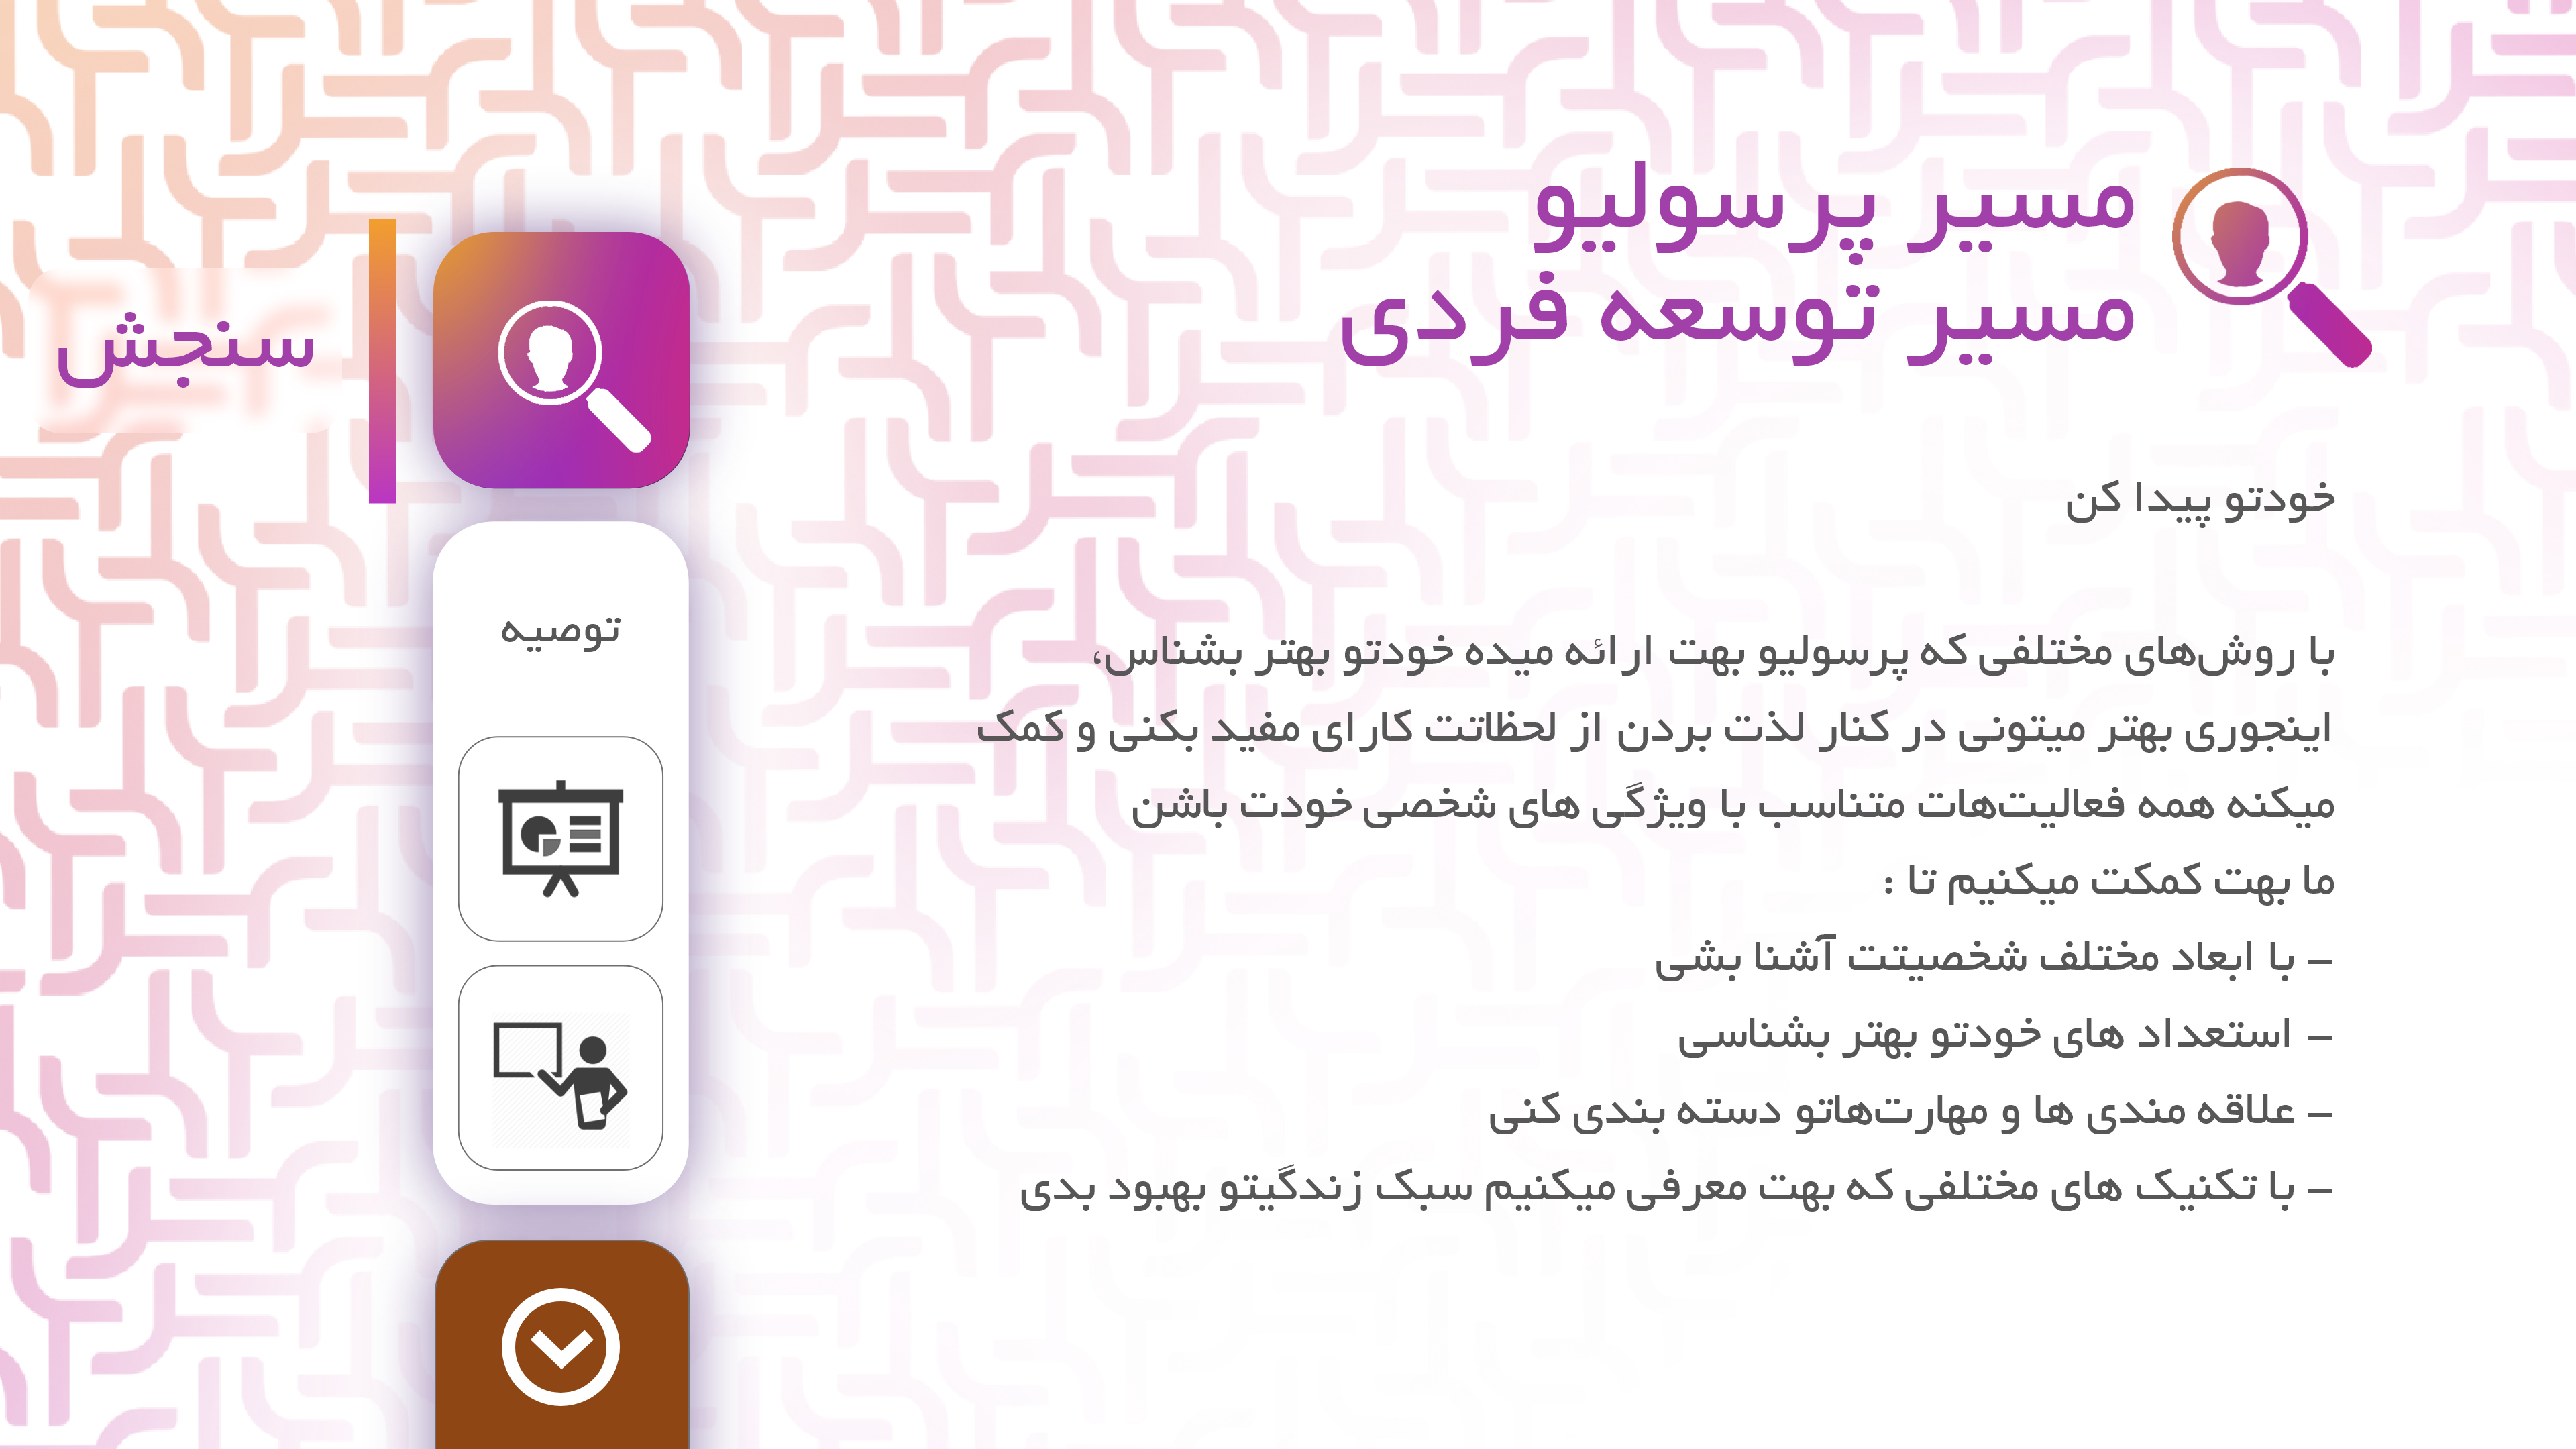 مسیر پرسولیو
مسیر توسعه فردی
خودتو پیدا کن
با روش‌های مختلفی که پرسولیو بهت ارائه میده خودتو بهتر بشناس،
اینجوری بهتر میتونی در کنار لذت بردن از لحظاتت کارای مفید بکنی و کمک
میکنه همه فعالیت‌هات متناسب با ویژگی های شخصی خودت باشن
ما بهت کمکت میکنیم تا :
– با ابعاد مختلف شخصیتت آشنا بشی
– استعداد های خودتو بهتر بشناسی
– علاقه مندی ها و مهارت‌هاتو دسته بندی کنی
– با تکنیک های مختلفی که بهت معرفی میکنیم سبک زندگیتو بهبود بدی
سنجش
توصیه